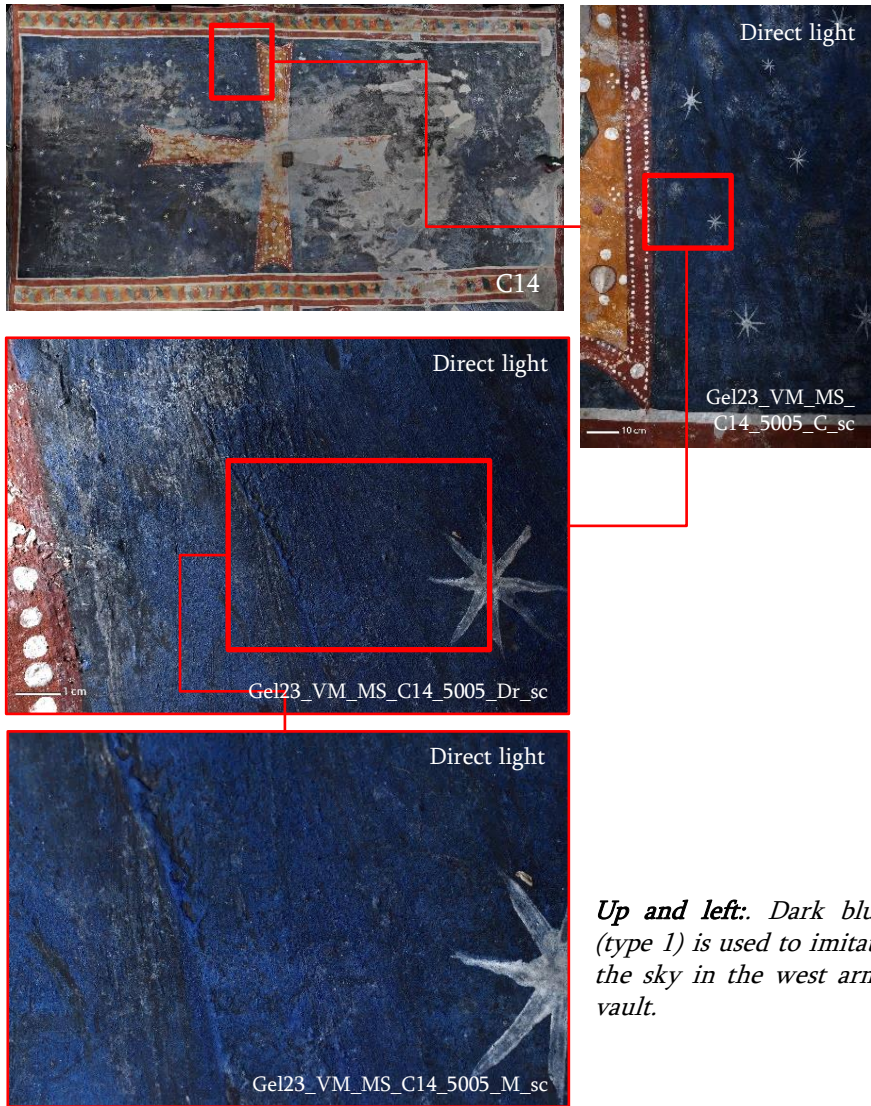 C14
Direct light
Gel23_VM_MS_
C14_5005_C_sc
10 cm
Direct light
1 cm
Gel23_VM_MS_C14_5005_Dr_sc
Direct light
Gel23_VM_MS_C14_5005_M_sc
Up and left:. Dark blu
(type 1) is used to imitat
the sky in the west arm
vault.